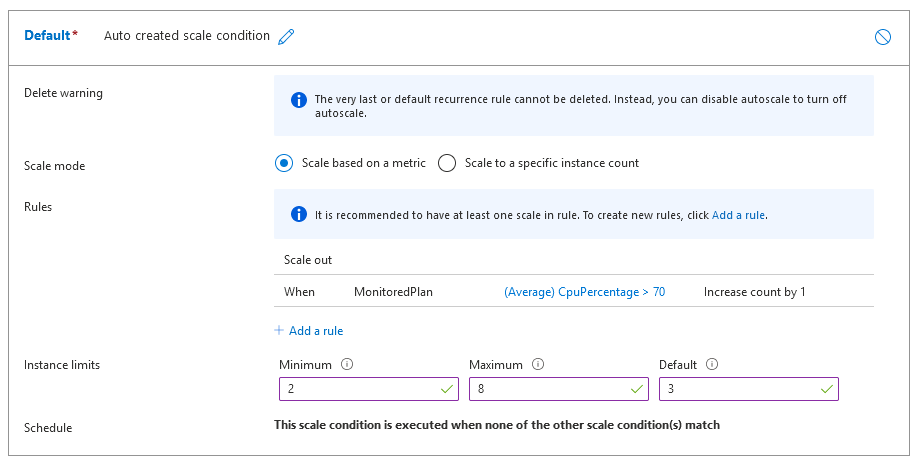 Default* Auto created scale condition
Delete warning
The very last or default recurrence rule cannot be deleted. Instead, you can disable autoscale to turn off
autoscale.
Scale mode
Scale based on a metric Scale to a specific instance count
Rules
It is recommended to have at least one scale in rule. To create new rules, click Add a rule.
Scale out
When MonitoredPlan (Average) CpuPercentage > 70 Increase count by 1
+ Add a rule
Instance limits
Minimum Maximum Default
2 8 3
Schedule
This scale condition is executed when none of the other scale condition(s) match